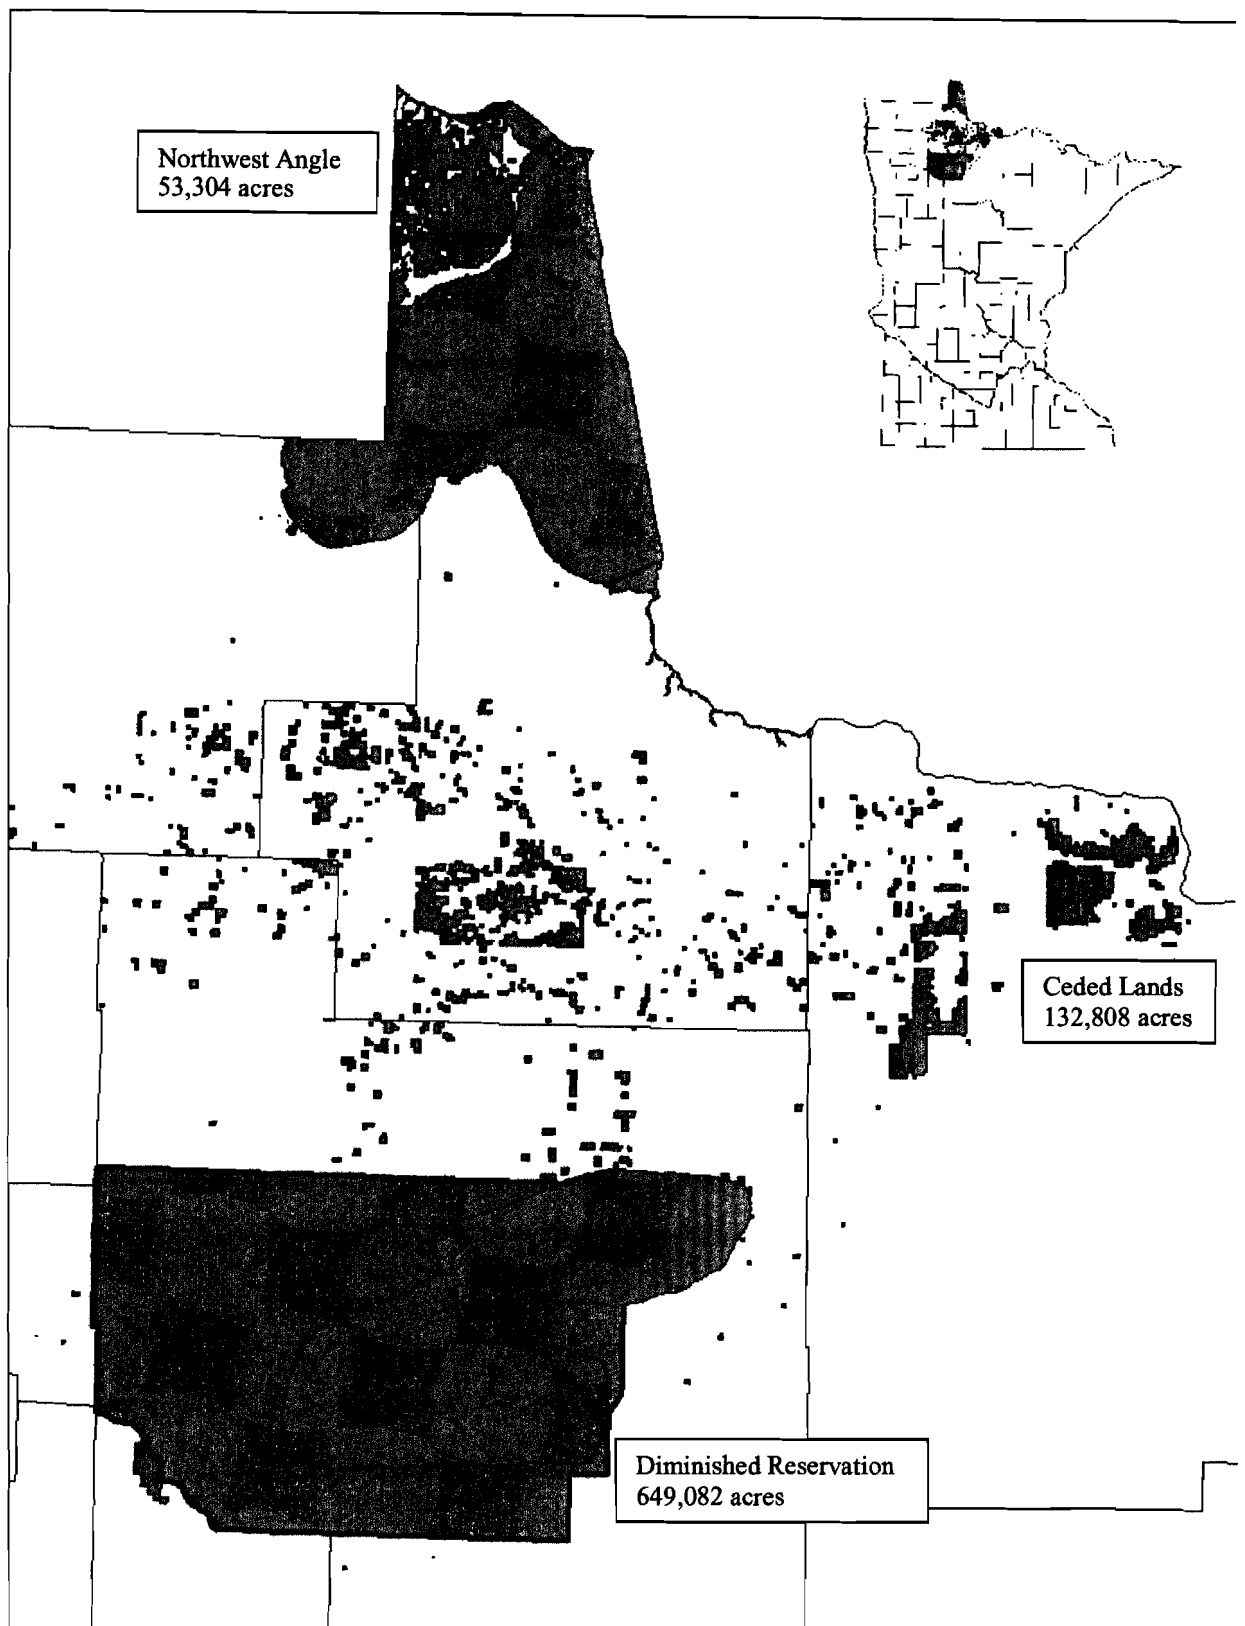 Northwest Angle
53,304 acres
Ceded Lands
132,808 acres
Diminished Reservation
649,082 acres